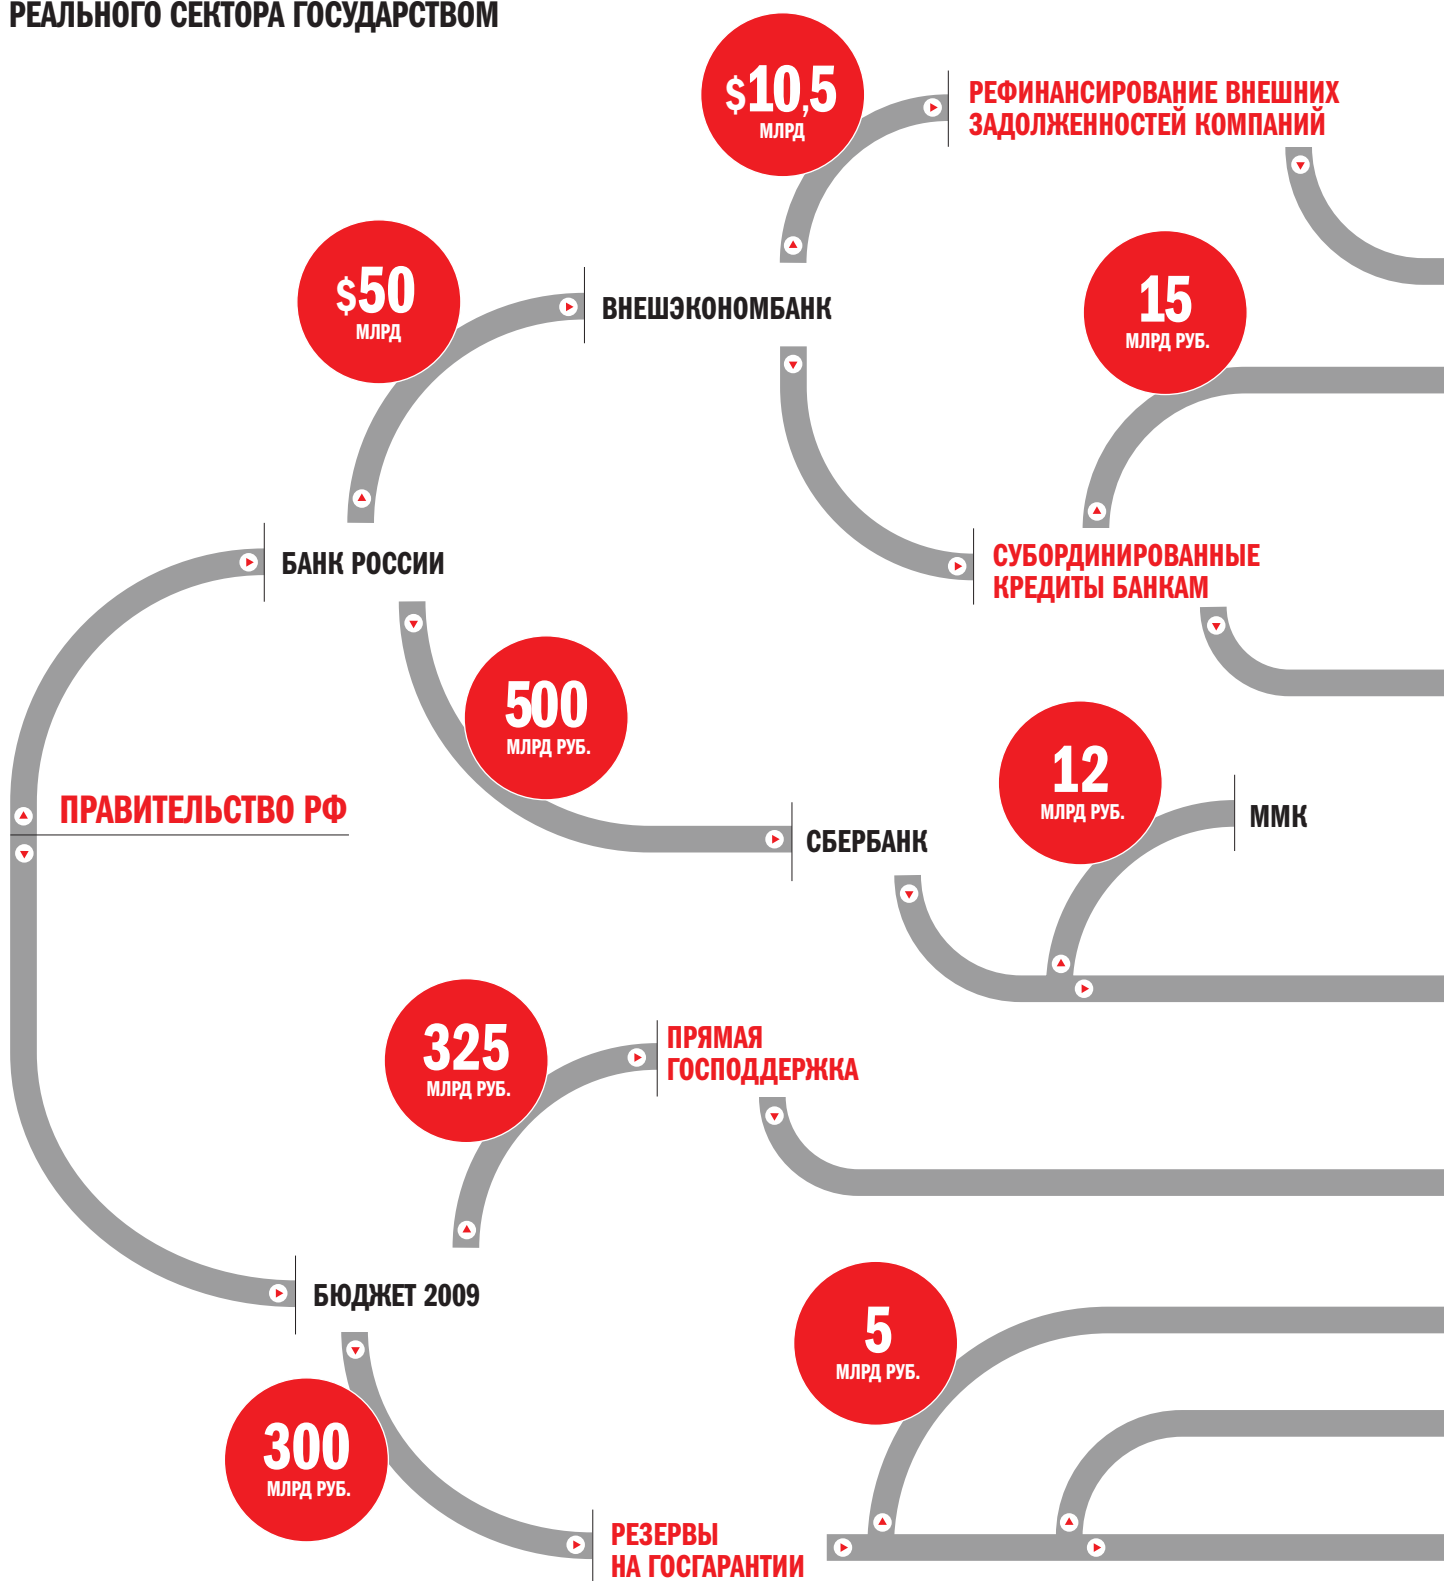 РЕАЛЬНОГО СЕКТОРА ГОСУДАРСТВОМ
$10,5
МЛРД
РЕФИНАНСИРОВАНИЕ ВНЕШНИХ
ЗАДОЛЖЕННОСТЕЙ КОМПАНИЙ
$50
МЛРД
ВНЕШЭКОНОМБАНК
15
МЛРД РУБ.
БАНК РОССИИ
СУБОРДИНИРОВАННЫЕ
КРЕДИТЫ БАНКАМ
500
МЛРД РУБ.
12
МЛРД РУБ.
ММК
ПРАВИТЕЛЬСТВО РФ
СБЕРБАНК
325
МЛРД РУБ.
ПРЯМАЯ
ГОСПОДДЕРЖКА
БЮДЖЕТ 2009
5
МЛРД РУБ.
300
МЛРД РУБ.
РЕЗЕРВЫ
НА ГОСГАРАНТИИ